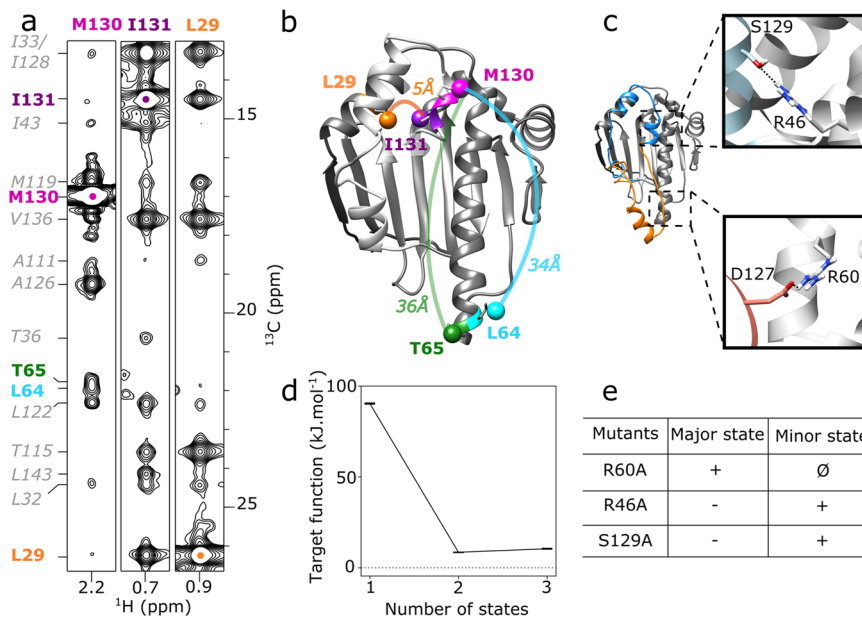 a
M130 I131 L29
I33/
I128
I131
I43
M119
M130
V136
A111
A126
T36
T65
L64
L122
T115
L143
L32
L29
15
20
25
13C (ppm)
2.2 0.7 0.9
1H (ppm)
b
L29
5Å
M130
I131
36Å
34Å
T65
L64
c
S129
R46
D127
R60
d
Target function (kJ.mol⁻¹)
100
50
0
1 2 3
Number of states
e
Mutants Major state Minor state
R60A + Ø
R46A - +
S129A - +